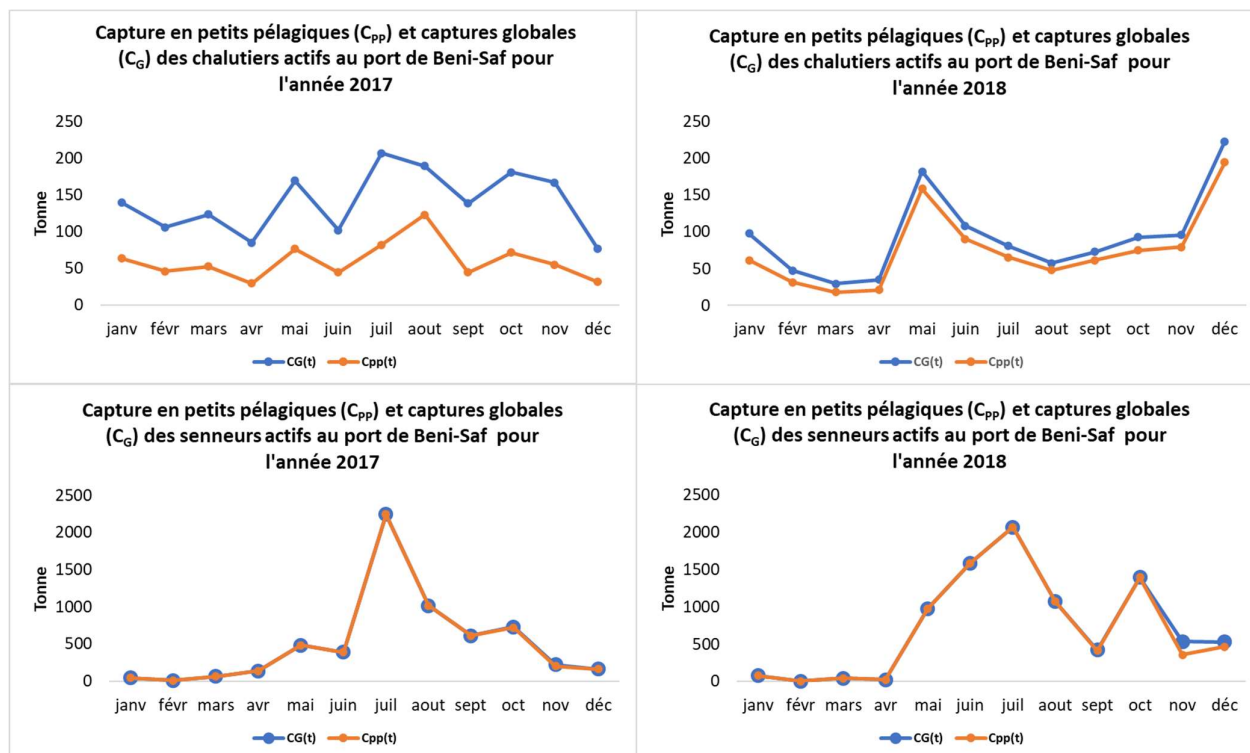 Capture en petits pélagiques (CPP) et captures globales
(CG) des chalutiers actifs au port de Beni-Saf pour
l'année 2017
250
200
150
100
50
0
Tonne
janv févr mars avr mai juin juil aout sept oct nov déc
CG(t) Cpp(t)
Capture en petits pélagiques (CPP) et captures globales
(CG) des chalutiers actifs au port de Beni-Saf pour
l'année 2018
250
200
150
100
50
0
Tonne
janv févr mars avr mai juin juil aout sept oct nov déc
CG(t) Cpp(t)
Capture en petits pélagiques (CPP) et captures globales
(CG) des senneurs actifs au port de Beni-Saf pour
l'année 2017
2500
2000
1500
1000
500
0
Tonne
janv févr mars avr mai juin juil aout sept oct nov déc
CG(t) Cpp(t)
Capture en petits pélagiques (CPP) et captures globales
(CG) des senneurs actifs au port de Beni-Saf pour
l'année 2018
2500
2000
1500
1000
500
0
Tonne
janv févr mars avr mai juin juil aout sept oct nov déc
CG(t) Cpp(t)